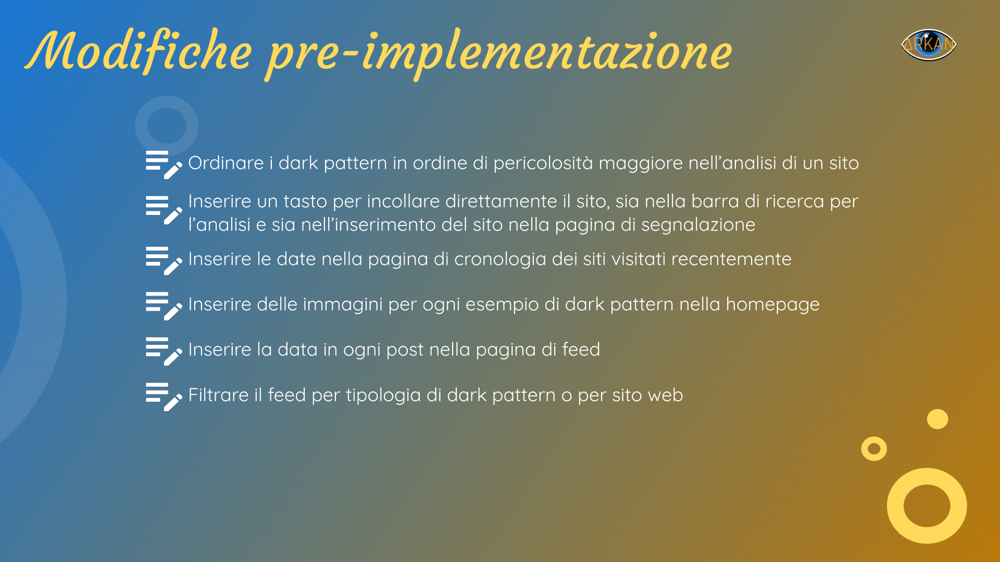 Modifiche pre-implementazione
ARKAN
Ordinare i dark pattern in ordine di pericolosità maggiore nell’analisi di un sito
Inserire un tasto per incollare direttamente il sito, sia nella barra di ricerca per
l’analisi e sia nell’inserimento del sito nella pagina di segnalazione
Inserire le date nella pagina di cronologia dei siti visitati recentemente
Inserire delle immagini per ogni esempio di dark pattern nella homepage
Inserire la data in ogni post nella pagina di feed
Filtrare il feed per tipologia di dark pattern o per sito web